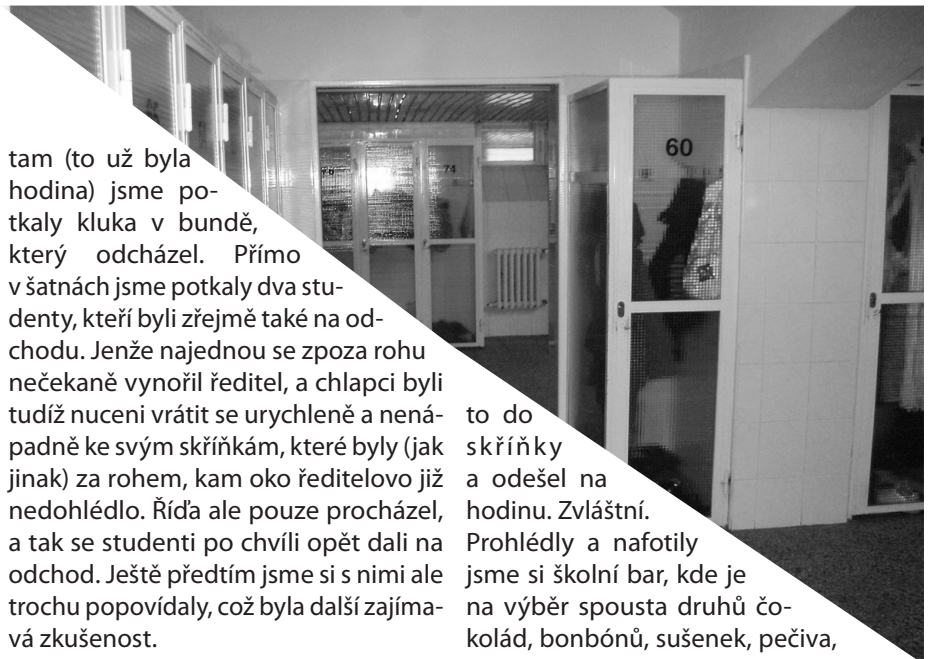 tam (to už byla
hodina) jsme po-
tkaly kluka v bundě,
který odcházel. Přímo
v šatnách jsme potkaly dva stu-
denty, kteří byli zřejmě také na od-
chodu. Jenže najednou se zpoza rohu
nečekaně vynořil ředitel, a chlapci byli
tudíž nuceni vrátit se urychleně a nená-
padně ke svým skříňkám, které byly (jak
jinak) za rohem, kam oko ředitelovo již
nedohlédlo. Říďa ale pouze procházel,
a tak se studenti po chvíli opět dali na
odchod. Ještě předtím jsme si s nimi ale
trochu popovídaly, což byla další zajíma-
vá zkušenost.
to do
skříňky
a odešel na
hodinu. Zvláštní.
Prohlédly a nafotily
jsme si školní bar, kde je
na výběr spousta druhů čo-
kolád, bonbónů, sušenek, pečiva,
74
60